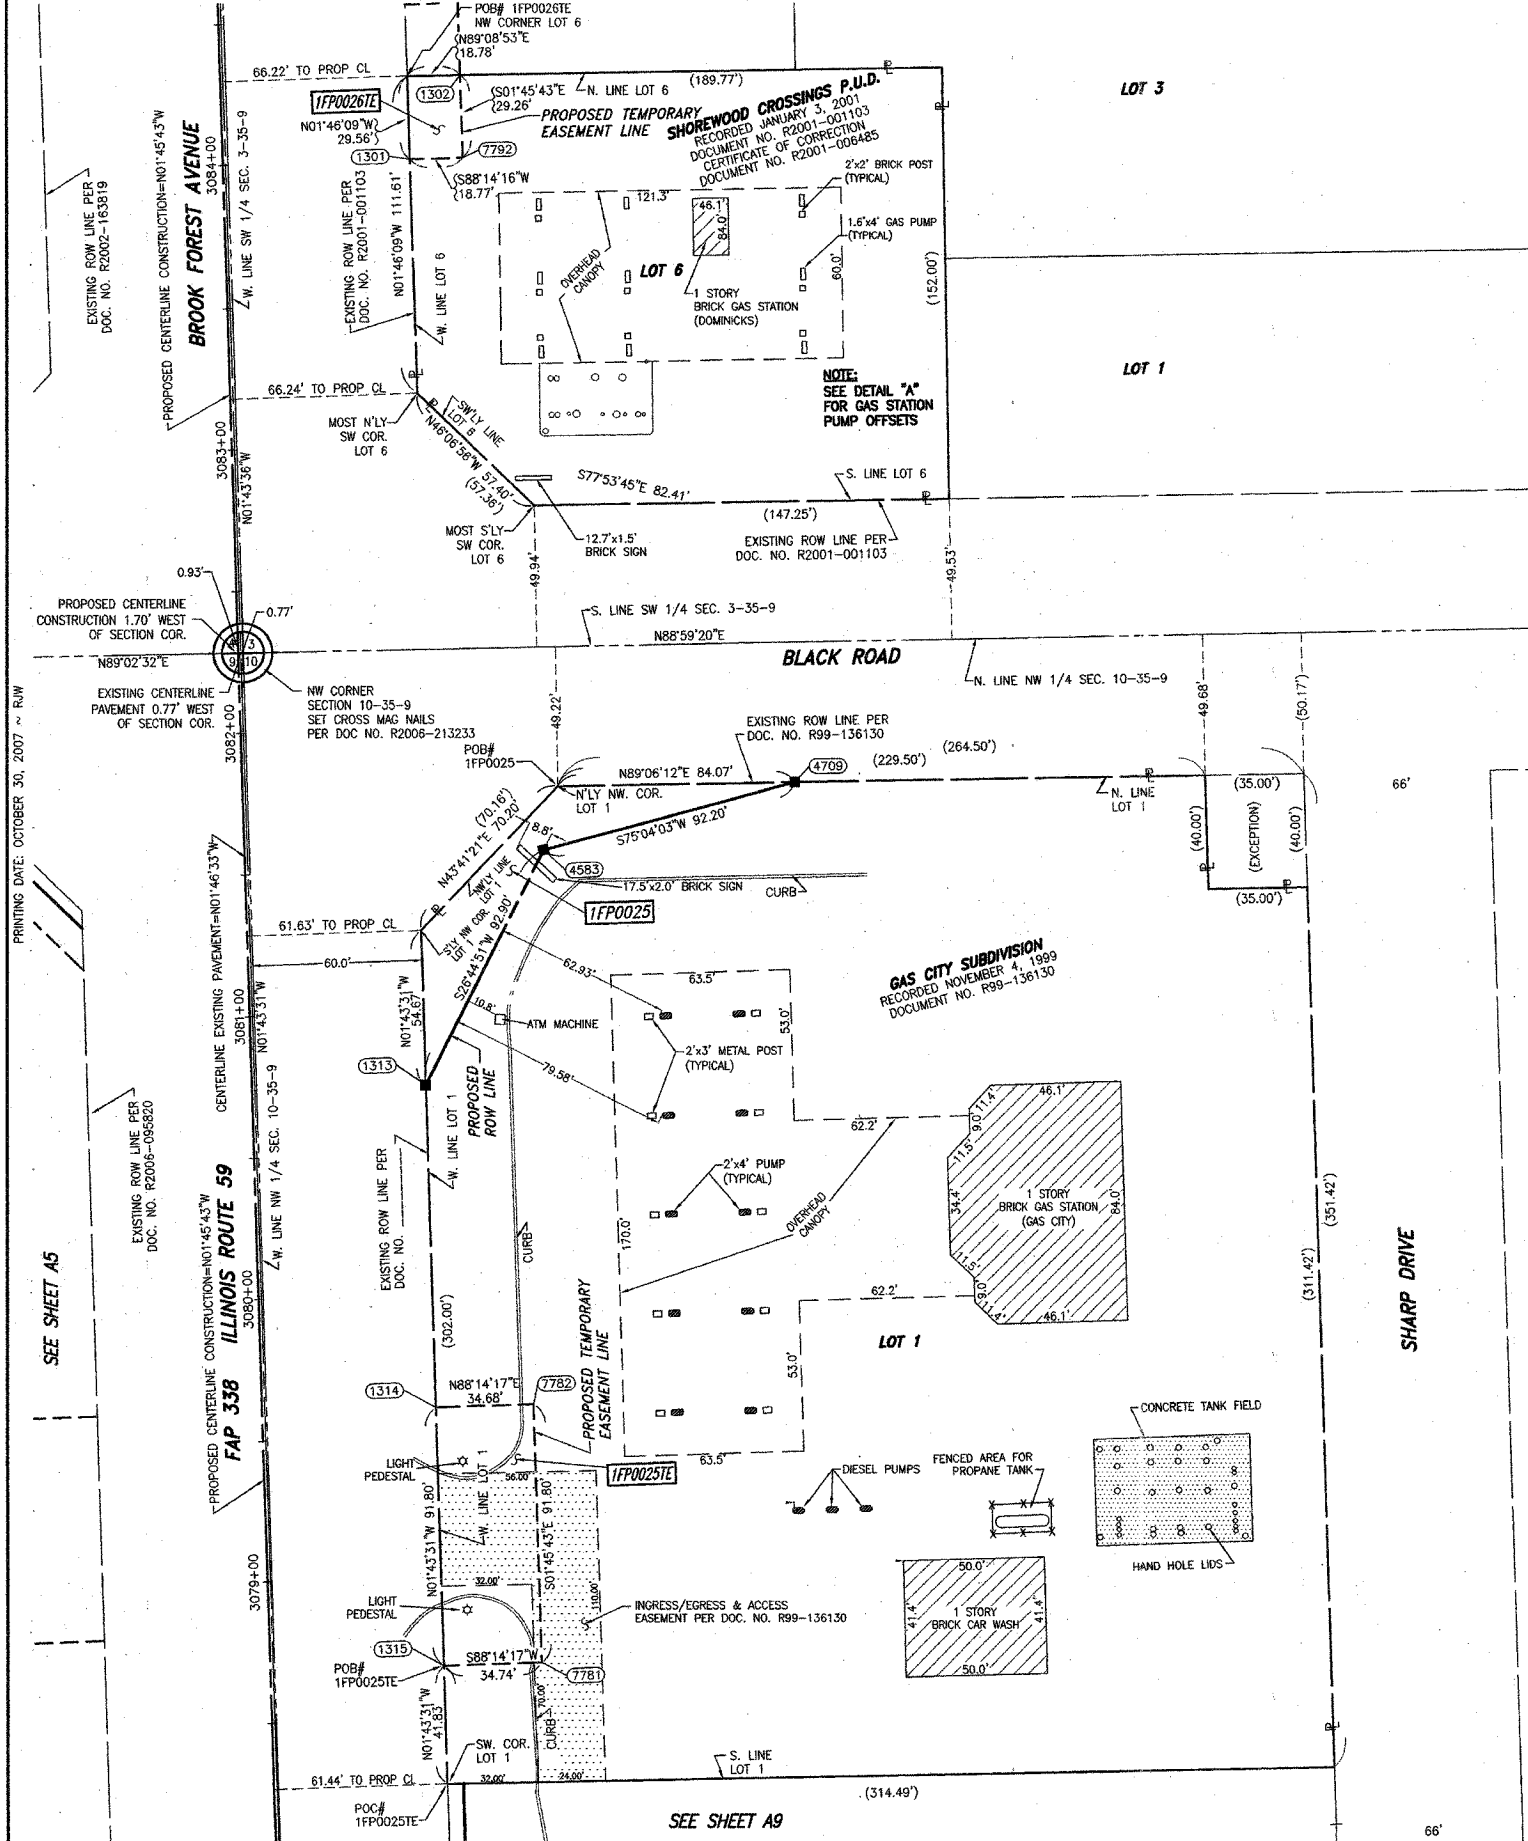 POB# 1FP0026TE
NW CORNER LOT 6
N89°08'53"E
18.78'
66.22' TO PROP CL
1302
S01°45'43"E
29.26'
N. LINE LOT 6
(189.77')
1FP0026TE
N01°46'09"W
29.56'
PROPOSED TEMPORARY
EASEMENT LINE
SHOREWOOD CROSSINGS P.U.D.
RECORDED JANUARY 3, 2001
DOCUMENT NO. R2001-001103
CERTIFICATE OF CORRECTION
DOCUMENT NO. R2001-006485
LOT 3
1301
7792
S88°14'16"W
18.77'
2'x2' BRICK POST
(TYPICAL)
121.3'
46.1'
84.0'
1.6'x4' GAS PUMP
(TYPICAL)
60.0'
OVERHEAD
CANOPY
LOT 6
1 STORY
BRICK GAS STATION
(DOMINICKS)
(152.00')
LOT 1
NOTE:
SEE DETAIL "A"
FOR GAS STATION
PUMP OFFSETS
EXISTING ROW LINE PER
DOC. NO. R2002-163819
PROPOSED CENTERLINE CONSTRUCTION=N01°45'43"W
BROOK FOREST AVENUE
3084+00
W. LINE SW 1/4 SEC. 3-35-9
EXISTING ROW LINE PER
DOC. NO. R2001-001103
N01°46'09"W 111.61'
W. LINE LOT 6
66.24' TO PROP CL
MOST N'LY
SW COR.
LOT 6
SW'LY LINE
LOT 6
N46°06'56"W 57.40'
(57.36')
3083+00
N01°43'36"W
S77°53'45"E 82.41'
S. LINE LOT 6
(147.25')
MOST S'LY
SW COR.
LOT 6
12.7'x1.5'
BRICK SIGN
EXISTING ROW LINE PER
DOC. NO. R2001-001103
49.94'
49.53'
0.93'
0.77'
PROPOSED CENTERLINE
CONSTRUCTION 1.70' WEST
OF SECTION COR.
S. LINE SW 1/4 SEC. 3-35-9
N88°59'20"E
N89°02'32"E
4 3
9 10
BLACK ROAD
N. LINE NW 1/4 SEC. 10-35-9
EXISTING CENTERLINE
PAVEMENT 0.77' WEST
OF SECTION COR.
NW CORNER
SECTION 10-35-9
SET CROSS MAG NAILS
PER DOC NO. R2006-213233
3082+00
49.22'
49.68'
(50.17')
POB#
1FP0025
EXISTING ROW LINE PER
DOC. NO. R99-136130
N89°06'12"E 84.07'
4709
(229.50')
(264.50')
N'LY NW. COR.
LOT 1
N. LINE
LOT 1
(35.00')
(40.00')
(EXCEPTION)
(40.00')
(35.00')
66'
(70.16')
N43°41'21"E 70.20'
8.8'
S75°04'03"W 92.20'
4583
17.5'x2.0' BRICK SIGN
CURB
NW'LY LINE
LOT 1
1FP0025
61.63' TO PROP CL
S'LY NW COR.
LOT 1
60.0'
S26°44'51"W 92.90'
62.93'
63.5'
53.0'
GAS CITY SUBDIVISION
RECORDED NOVEMBER 4, 1999
DOCUMENT NO. R99-136130
PRINTING DATE: OCTOBER 30, 2007 ~ RJW
CENTERLINE EXISTING PAVEMENT=N01°46'33"W
3081+00
N01°43'31"W
N01°43'31"W
54.67'
10.8'
ATM MACHINE
1313
PROPOSED
ROW LINE
79.58'
2'x3' METAL POST
(TYPICAL)
46.1'
11.4'
9.0'
62.2'
11.5'
W. LINE NW 1/4 SEC. 10-35-9
EXISTING ROW LINE PER
DOC. NO. R2006-095820
W. LINE LOT 1
EXISTING ROW LINE PER
DOC. NO.
2'x4' PUMP
(TYPICAL)
OVERHEAD
CANOPY
34.4'
1 STORY
BRICK GAS STATION
(GAS CITY)
84.0'
(351.42')
170.0'
CURB
11.5'
9.0'
11.4'
46.1'
62.2'
(311.42')
SHARP DRIVE
SEE SHEET A5
PROPOSED CENTERLINE CONSTRUCTION=N01°45'43"W
FAP 338 ILLINOIS ROUTE 59
3080+00
(302.00')
PROPOSED TEMPORARY
EASEMENT LINE
LOT 1
53.0'
1314
N88°14'17"E
34.68'
7782
63.5'
CONCRETE TANK FIELD
LIGHT
PEDESTAL
56.00'
1FP0025TE
DIESEL PUMPS
FENCED AREA FOR
PROPANE TANK
W. LINE LOT 1
N01°43'31"W 91.80'
S01°45'43"E 91.80'
HAND HOLE LIDS
3079+00
32.00'
110.00'
LIGHT
PEDESTAL
INGRESS/EGRESS & ACCESS
EASEMENT PER DOC. NO. R99-136130
50.0'
41.4'
1 STORY
BRICK CAR WASH
41.4'
50.0'
1315
POB#
1FP0025TE
S88°14'17"W
34.74'
7781
70.00'
N01°43'31"W
41.83'
CURB
SW. COR.
LOT 1
S. LINE
LOT 1
61.44' TO PROP CL
32.00'
24.00'
(314.49')
POC#
1FP0025TE
SEE SHEET A9
66'